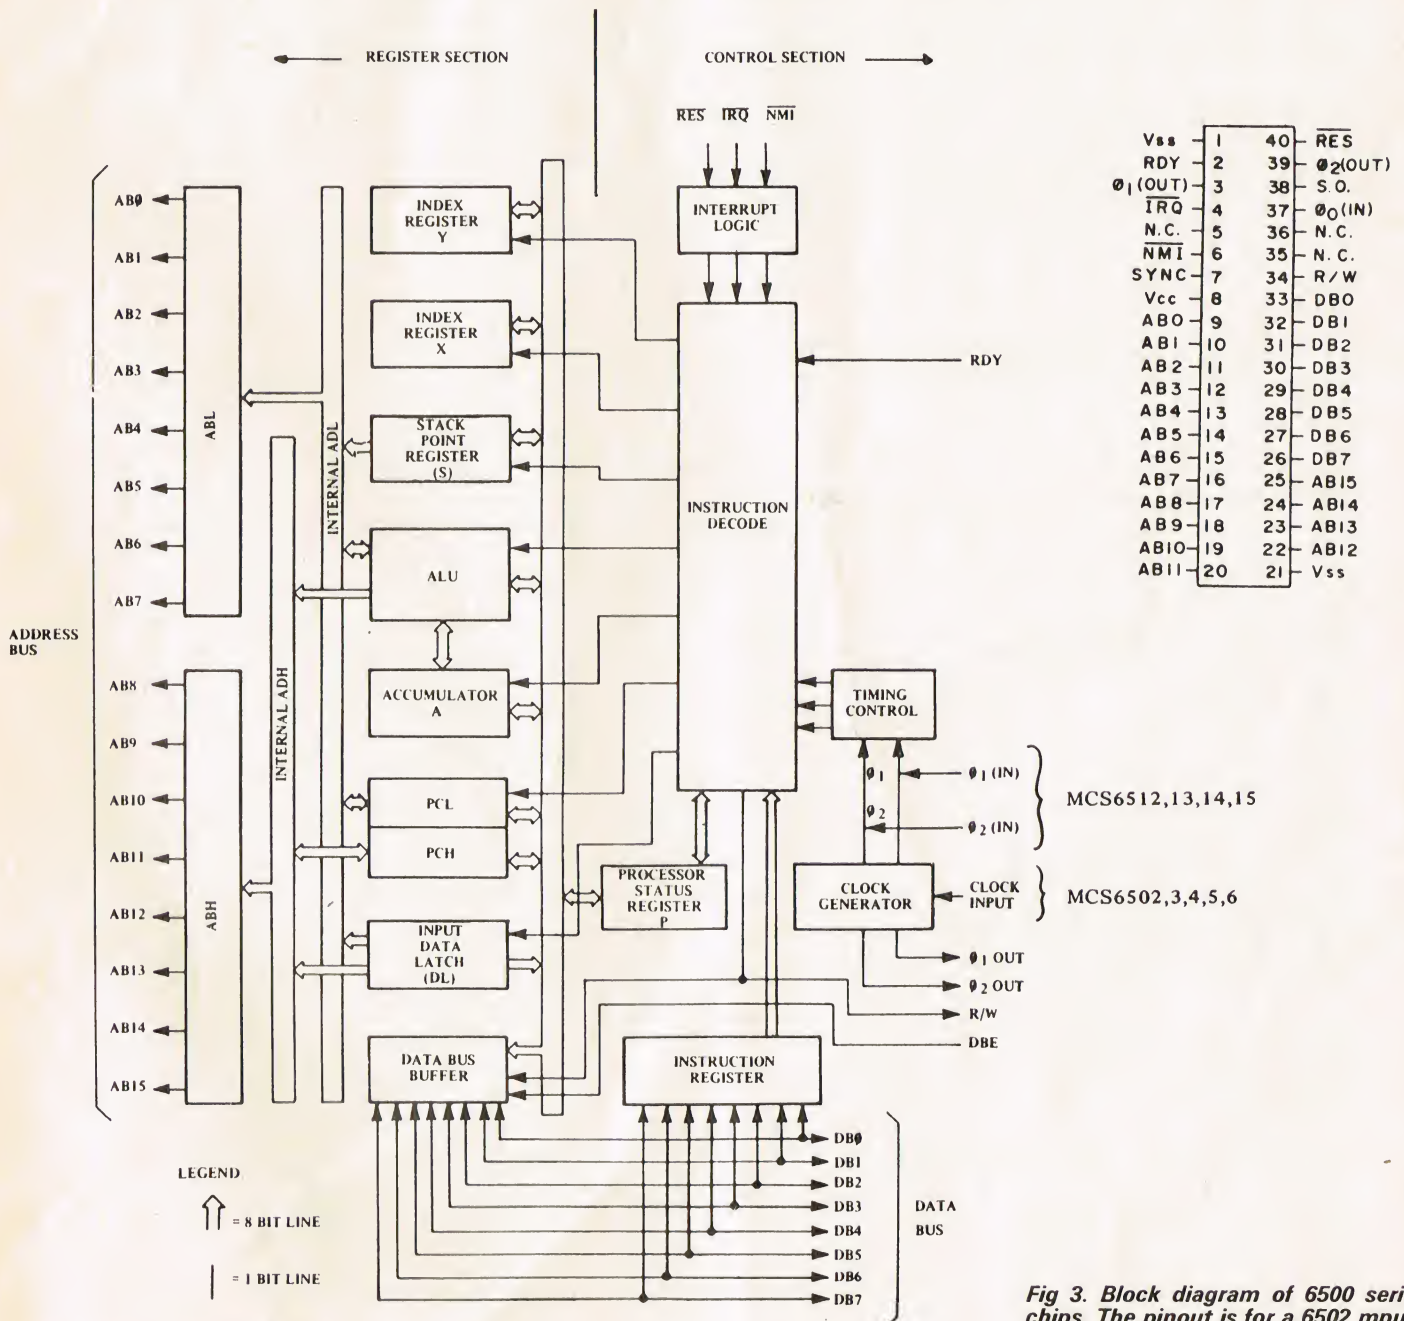 REGISTER SECTION
CONTROL SECTION
RES IRQ NMI
INTERRUPT
LOGIC
INDEX
REGISTER
Y
INDEX
REGISTER
X
STACK
POINT
REGISTER
(S)
ALU
ACCUMULATOR
A
PCL
PCH
INPUT
DATA
LATCH
(DL)
DATA BUS
BUFFER
INSTRUCTION
DECODE
RDY
TIMING
CONTROL
Ø1
Ø2
Ø1 (IN)
Ø2 (IN)
MCS6512,13,14,15
PROCESSOR
STATUS
REGISTER
P
CLOCK
GENERATOR
CLOCK
INPUT
MCS6502,3,4,5,6
Ø1 OUT
Ø2 OUT
R/W
DBE
INSTRUCTION
REGISTER
DBØ
DB1
DB2
DB3
DB4
DB5
DB6
DB7
DATA
BUS
ADDRESS
BUS
ABØ
AB1
AB2
AB3
AB4
AB5
AB6
AB7
AB8
AB9
AB10
AB11
AB12
AB13
AB14
AB15
ABL
ABH
INTERNAL ADH
INTERNAL ADL
LEGEND
= 8 BIT LINE
= 1 BIT LINE
Vss 1 40 RES
RDY 2 39 Ø2(OUT)
Ø1(OUT) 3 38 S.O.
IRQ 4 37 Ø0(IN)
N.C. 5 36 N.C.
NMI 6 35 N.C.
SYNC 7 34 R/W
Vcc 8 33 DB0
AB0 9 32 DB1
AB1 10 31 DB2
AB2 11 30 DB3
AB3 12 29 DB4
AB4 13 28 DB5
AB5 14 27 DB6
AB6 15 26 DB7
AB7 16 25 AB15
AB8 17 24 AB14
AB9 18 23 AB13
AB10 19 22 AB12
AB11 20 21 Vss
Fig 3. Block diagram of 6500 seri
chips. The pinout is for a 6502 mpu